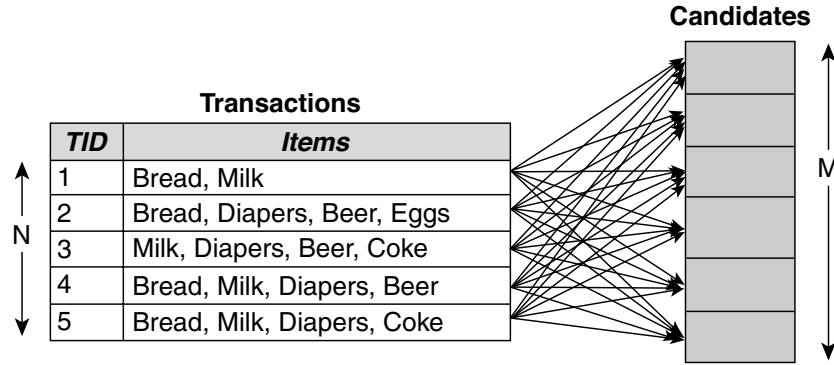 Candidates
Transactions
TID Items
1 Bread, Milk
2 Bread, Diapers, Beer, Eggs
3 Milk, Diapers, Beer, Coke
4 Bread, Milk, Diapers, Beer
5 Bread, Milk, Diapers, Coke
N
M